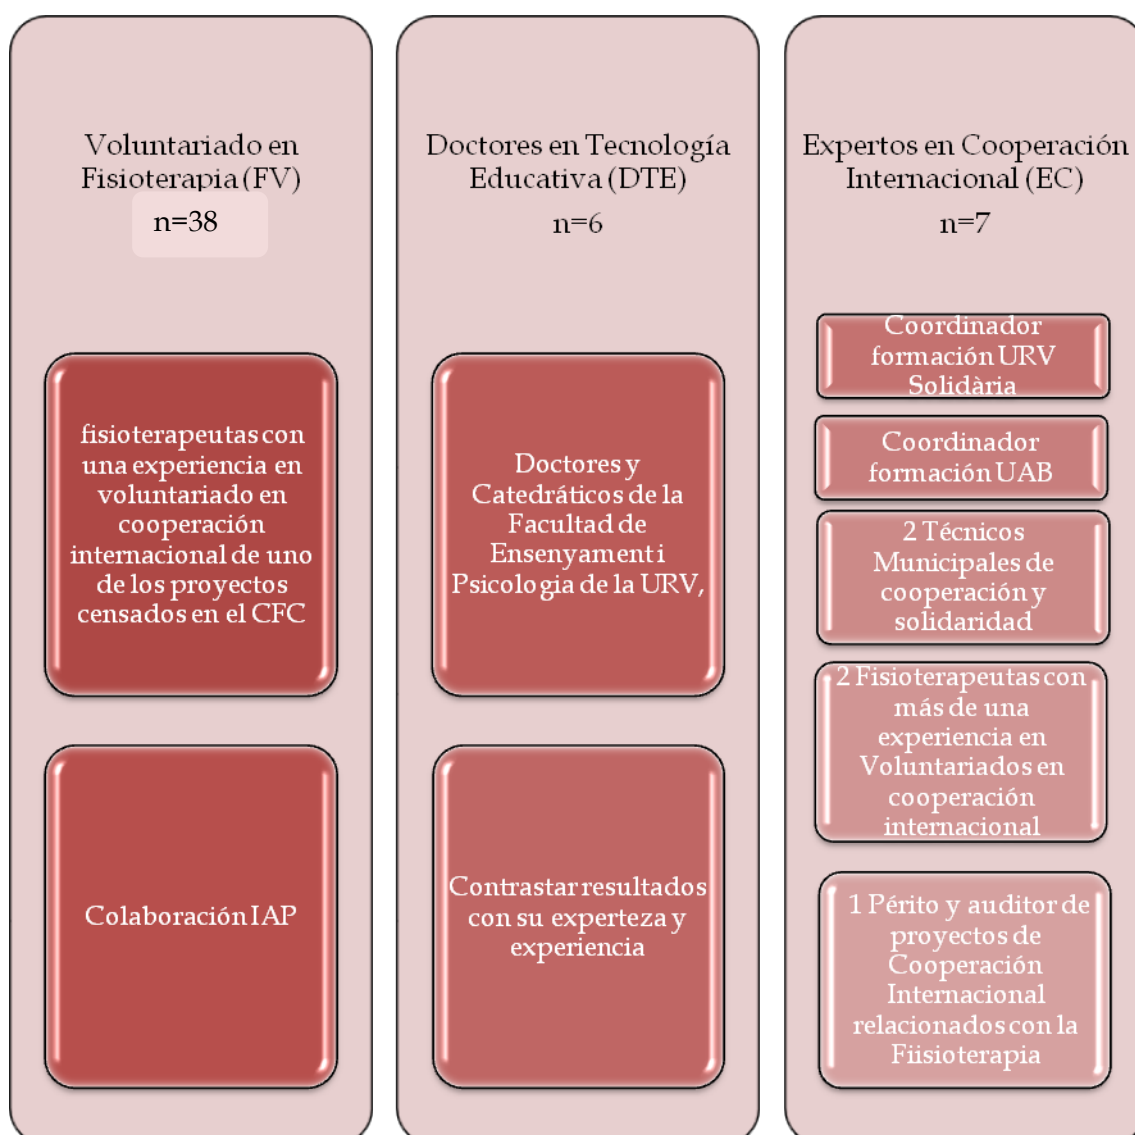 Voluntariado en
Fisioterapia (FV)
n=38
fisioterapeutas con
una experiencia en
voluntariado en
cooperación
internacional de uno
de los proyectos
censados en el CFC
Colaboración IAP
Doctores en Tecnología
Educativa (DTE)
n=6
Doctores y
Catedráticos de la
Facultad de
Ensenyament i
Psicologia de la URV,
Contrastar resultados
con su experteza y
experiencia
Expertos en Cooperación
Internacional (EC)
n=7
Coordinador
formación URV
Solidària
Coordinador
formación UAB
2 Técnicos
Municipales de
cooperación y
solidaridad
2 Fisioterapeutas con
más de una
experiencia en
Voluntariados en
cooperación
internacional
1 Périto y auditor de
proyectos de
Cooperación
Internacional
relacionados con la
Fiisioterapia